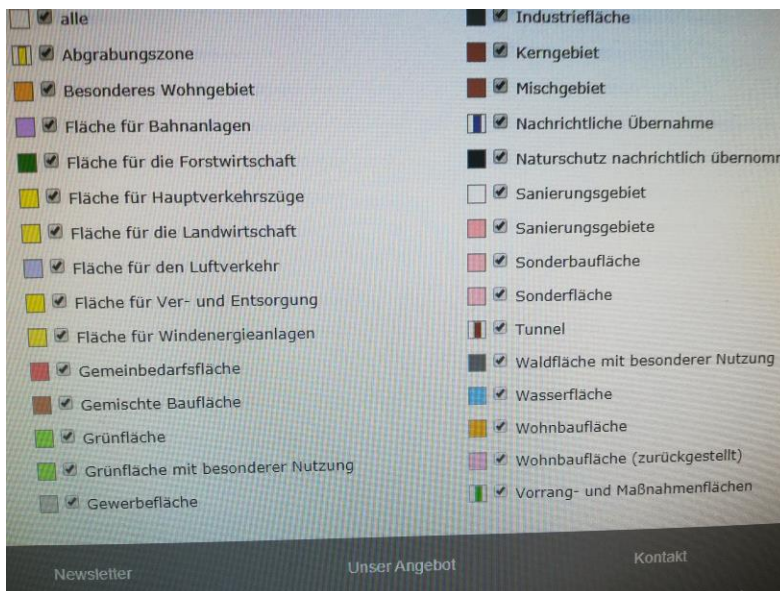 alle
Abgrabungszone
Besonderes Wohngebiet
Fläche für Bahnanlagen
Fläche für die Forstwirtschaft
Fläche für Hauptverkehrszüge
Fläche für die Landwirtschaft
Fläche für den Luftverkehr
Fläche für Ver- und Entsorgung
Fläche für Windenergieanlagen
Gemeinbedarfsfläche
Gemischte Baufläche
Grünfläche
Grünfläche mit besonderer Nutzung
Gewerbefläche
Industriefläche
Kerngebiet
Mischgebiet
Nachrichtliche Übernahme
Naturschutz nachrichtlich übernomm
Sanierungsgebiet
Sanierungsgebiete
Sonderbaufläche
Sonderfläche
Tunnel
Waldfläche mit besonderer Nutzung
Wasserfläche
Wohnbaufläche
Wohnbaufläche (zurückgestellt)
Vorrang- und Maßnahmenflächen
Newsletter
Unser Angebot
Kontakt